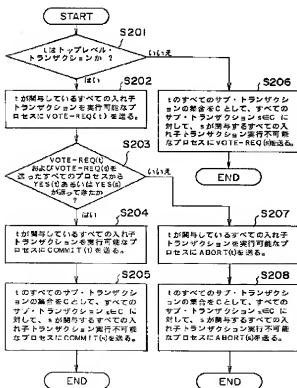 START
S201
tはトップレベル・
トランザクションか？
いいえ
はい
S202
tが関与しているすべての入れ子
トランザクションを実行可能な
プロセスにVOTE-REQ(t)を送る。
S206
tのすべてのサブ・トランザク
ションの集合をCとして、すべての
サブ・トランザクションs∈Cに
対して、sが関与するすべての入
れ子トランザクション実行不可能な
プロセスにVOTE-REQ(s)を送る。
END
S203
VOTE-REQ(t)
およびVOTE-REQ(s)を
送ったすべてのプロセスから
YES(t)あるいはYES(s)
が返ってきたか
？
いいえ
はい
S204
tが関与しているすべての入れ子
トランザクションを実行可能なプ
ロセスにCOMMIT(t)を送る。
S207
tが関与しているすべての入れ子
トランザクションを実行可能なプ
ロセスにABORT(t)を送る。
S205
tのすべてのサブ・トランザクシ
ョンの集合をCとして、すべての
サブ・トランザクションs∈Cに
対して、sが関与するすべての入
れ子トランザクション実行不可能
なプロセスにCOMMIT(s)を送る。
S208
tのすべてのサブ・トランザクシ
ョンの集合をCとして、すべての
サブ・トランザクションs∈Cに
対して、sが関与するすべての入
れ子トランザクション実行不可能
なプロセスにABORT(s)を送る。
END
END